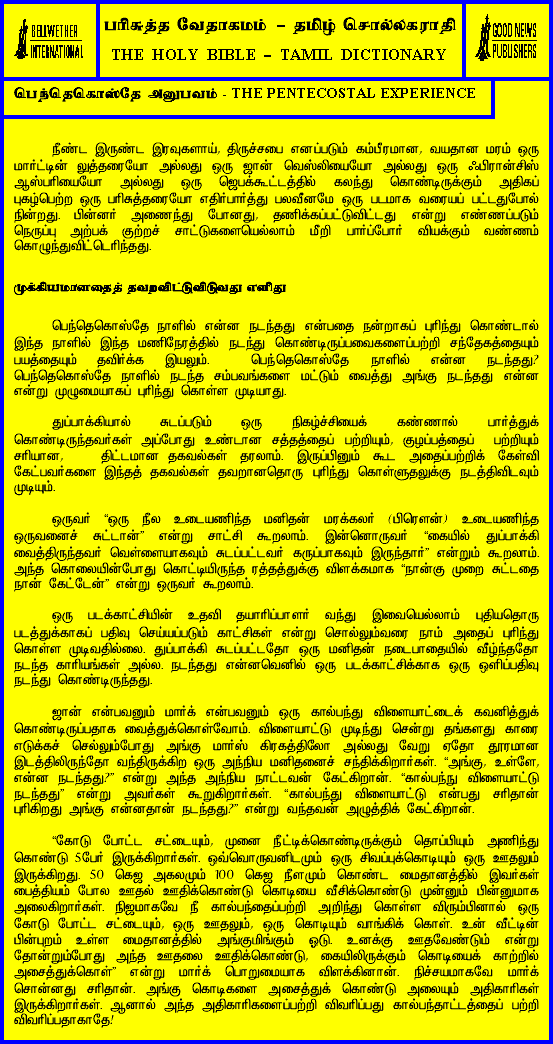 BELLWETHER
INTERNATIONAL
பரிசுத்த வேதாகமம் – தமிழ் சொல்லகராதி
THE HOLY BIBLE – TAMIL DICTIONARY
GOOD NEWS
PUBLISHERS
பெந்தெகொஸ்தே அனுபவம் - THE PENTECOSTAL EXPERIENCE
நீண்ட இருண்ட இரவுகளாய், திருச்சபை எனப்படும் கம்பீரமான, வயதான மரம் ஒரு
மார்ட்டின் லுத்தரையோ அல்லது ஒரு ஜான் வெஸ்லியையோ அல்லது ஒரு ஃபிரான்சிஸ்
ஆஸ்பரியையோ அல்லது ஒரு ஜெபக்கூட்டத்தில் கலந்து கொண்டிருக்கும் அதிகப்
புகழ்பெற்ற ஒரு பரிசுத்தரையோ எதிர்பார்த்து பலவீனமே ஒரு படமாக வரையப் பட்டதுபோல்
நின்றது. பின்னர் அணைந்து போனது, தணிக்கப்பட்டுவிட்டது என்று எண்ணப்படும்
நெருப்பு அற்பக் குற்றச் சாட்டுகளையெல்லாம் மீறி பார்ப்போர் வியக்கும் வண்ணம்
கொழுந்துவிட்டெரிந்தது.
முக்கியமானதைத் தவறவிட்டுவிடுவது எளிது
பெந்தெகொஸ்தே நாளில் என்ன நடந்தது என்பதை நன்றாகப் புரிந்து கொண்டால்
இந்த நாளில் இந்த மணிநேரத்தில் நடந்து கொண்டிருப்பவைகளைப்பற்றி சந்தேகத்தையும்
பயத்தையும் தவிர்க்க இயலும். பெந்தெகொஸ்தே நாளில் என்ன நடந்தது?
பெந்தெகொஸ்தே நாளில் நடந்த சம்பவங்களை மட்டும் வைத்து அங்கு நடந்தது என்ன
என்று முழுமையாகப் புரிந்து கொள்ள முடியாது.
துப்பாக்கியால் சுடப்படும் ஒரு நிகழ்ச்சியைக் கண்ணால் பார்த்துக்
கொண்டிருந்தவர்கள் அப்போது உண்டான சத்தத்தைப் பற்றியும், குழப்பத்தைப் பற்றியும்
சரியான, திட்டமான தகவல்கள் தரலாம். இருப்பினும் கூட அதைப்பற்றிக் கேள்வி
கேட்பவர்களை இந்தத் தகவல்கள் தவறானதொரு புரிந்து கொள்ளுதலுக்கு நடத்திவிடவும்
முடியும்.
ஒருவர் “ஒரு நீல உடையணிந்த மனிதன் மரக்கலர் (பிரௌன்) உடையணிந்த
ஒருவனைச் சுட்டான்” என்று சாட்சி கூறலாம். இன்னொருவர் “கையில் துப்பாக்கி
வைத்திருந்தவர் வெள்ளையாகவும் சுடப்பட்டவர் கருப்பாகவும் இருந்தார்” என்றும் கூறலாம்.
அந்த கொலையின்போது கொட்டியிருந்த ரத்தத்துக்கு விளக்கமாக “நான்கு முறை சுட்டதை
நான் கேட்டேன்” என்று ஒருவர் கூறலாம்.
ஒரு படக்காட்சியின் உதவி தயாரிப்பாளர் வந்து இவையெல்லாம் புதியதொரு
படத்துக்காகப் பதிவு செய்யப்படும் காட்சிகள் என்று சொல்லும்வரை நாம் அதைப் புரிந்து
கொள்ள முடிவதில்லை. துப்பாக்கி சுடப்பட்டதோ ஒரு மனிதன் நடைபாதையில் வீழ்ந்ததோ
நடந்த காரியங்கள் அல்ல. நடந்தது என்னவெனில் ஒரு படக்காட்சிக்காக ஒரு ஒளிப்பதிவு
நடந்து கொண்டிருந்தது.
ஜான் என்பவனும் மார்க் என்பவனும் ஒரு கால்பந்து விளையாட்டைக் கவனித்துக்
கொண்டிருப்பதாக வைத்துக்கொள்வோம். விளையாட்டு முடிந்து சென்று தங்களது காரை
எடுக்கச் செல்லும்போது அங்கு மார்ஸ் கிரகத்திலோ அல்லது வேறு ஏதோ தூரமான
இடத்திலிருந்தோ வந்திருக்கிற ஒரு அந்நிய மனிதனைச் சந்திக்கிறார்கள். “அங்கு, உள்ளே,
என்ன நடந்தது?” என்று அந்த அந்நிய நாட்டவன் கேட்கிறான். “கால்பந்நு விளையாட்டு
நடந்தது” என்று அவர்கள் கூறுகிறார்கள். “கால்பந்து விளையாட்டு என்பது சரிதான்
புரிகிறது அங்கு என்னதான் நடந்தது?” என்று வந்தவன் அழுத்திக் கேட்கிறான்.
“கோடு போட்ட சட்டையும், முனை நீட்டிக்கொண்டிருக்கும் தொப்பியும் அணிந்து
கொண்டு 5பேர் இருக்கிறார்கள். ஒவ்வொருவனிடமும் ஒரு சிவப்புக்கொடியும் ஒரு ஊதலும்
இருக்கிறது. 50 கெஜ அகலமும் 100 கெஜ நீளமும் கொண்ட மைதானத்தில் இவர்கள்
பைத்தியம் போல ஊதல் ஊதிக்கொண்டு கொடியை வீசிக்கொண்டு முன்னும் பின்னுமாக
அலைகிறார்கள். நிஜமாகவே நீ கால்பந்தைப்பற்றி அறிந்து கொள்ள விரும்பினால் ஒரு
கோடு போட்ட சட்டையும், ஒரு ஊதலும், ஒரு கொடியும் வாங்கிக் கொள். உன் வீட்டின்
பின்புறம் உள்ள மைதானத்தில் அங்குமிங்கும் ஓடு. உனக்கு ஊதவேண்டும் என்று
தோன்றும்போது அந்த ஊதலை ஊதிக்கொண்டு, கையிலிருக்கும் கொடியைக் காற்றில்
அசைத்துக்கொள்” என்று மார்க் பொறுமையாக விளக்கினான். நிச்சயமாகவே மார்க்
சொன்னது சரிதான். அங்கு கொடிகளை அசைத்துக் கொண்டு அலையும் அதிகாரிகள்
இருக்கிறார்கள். ஆனால் அந்த அதிகாரிகளைப்பற்றி விவரிப்பது கால்பந்தாட்டத்தைப் பற்றி
விவரிப்பதாகாதே!